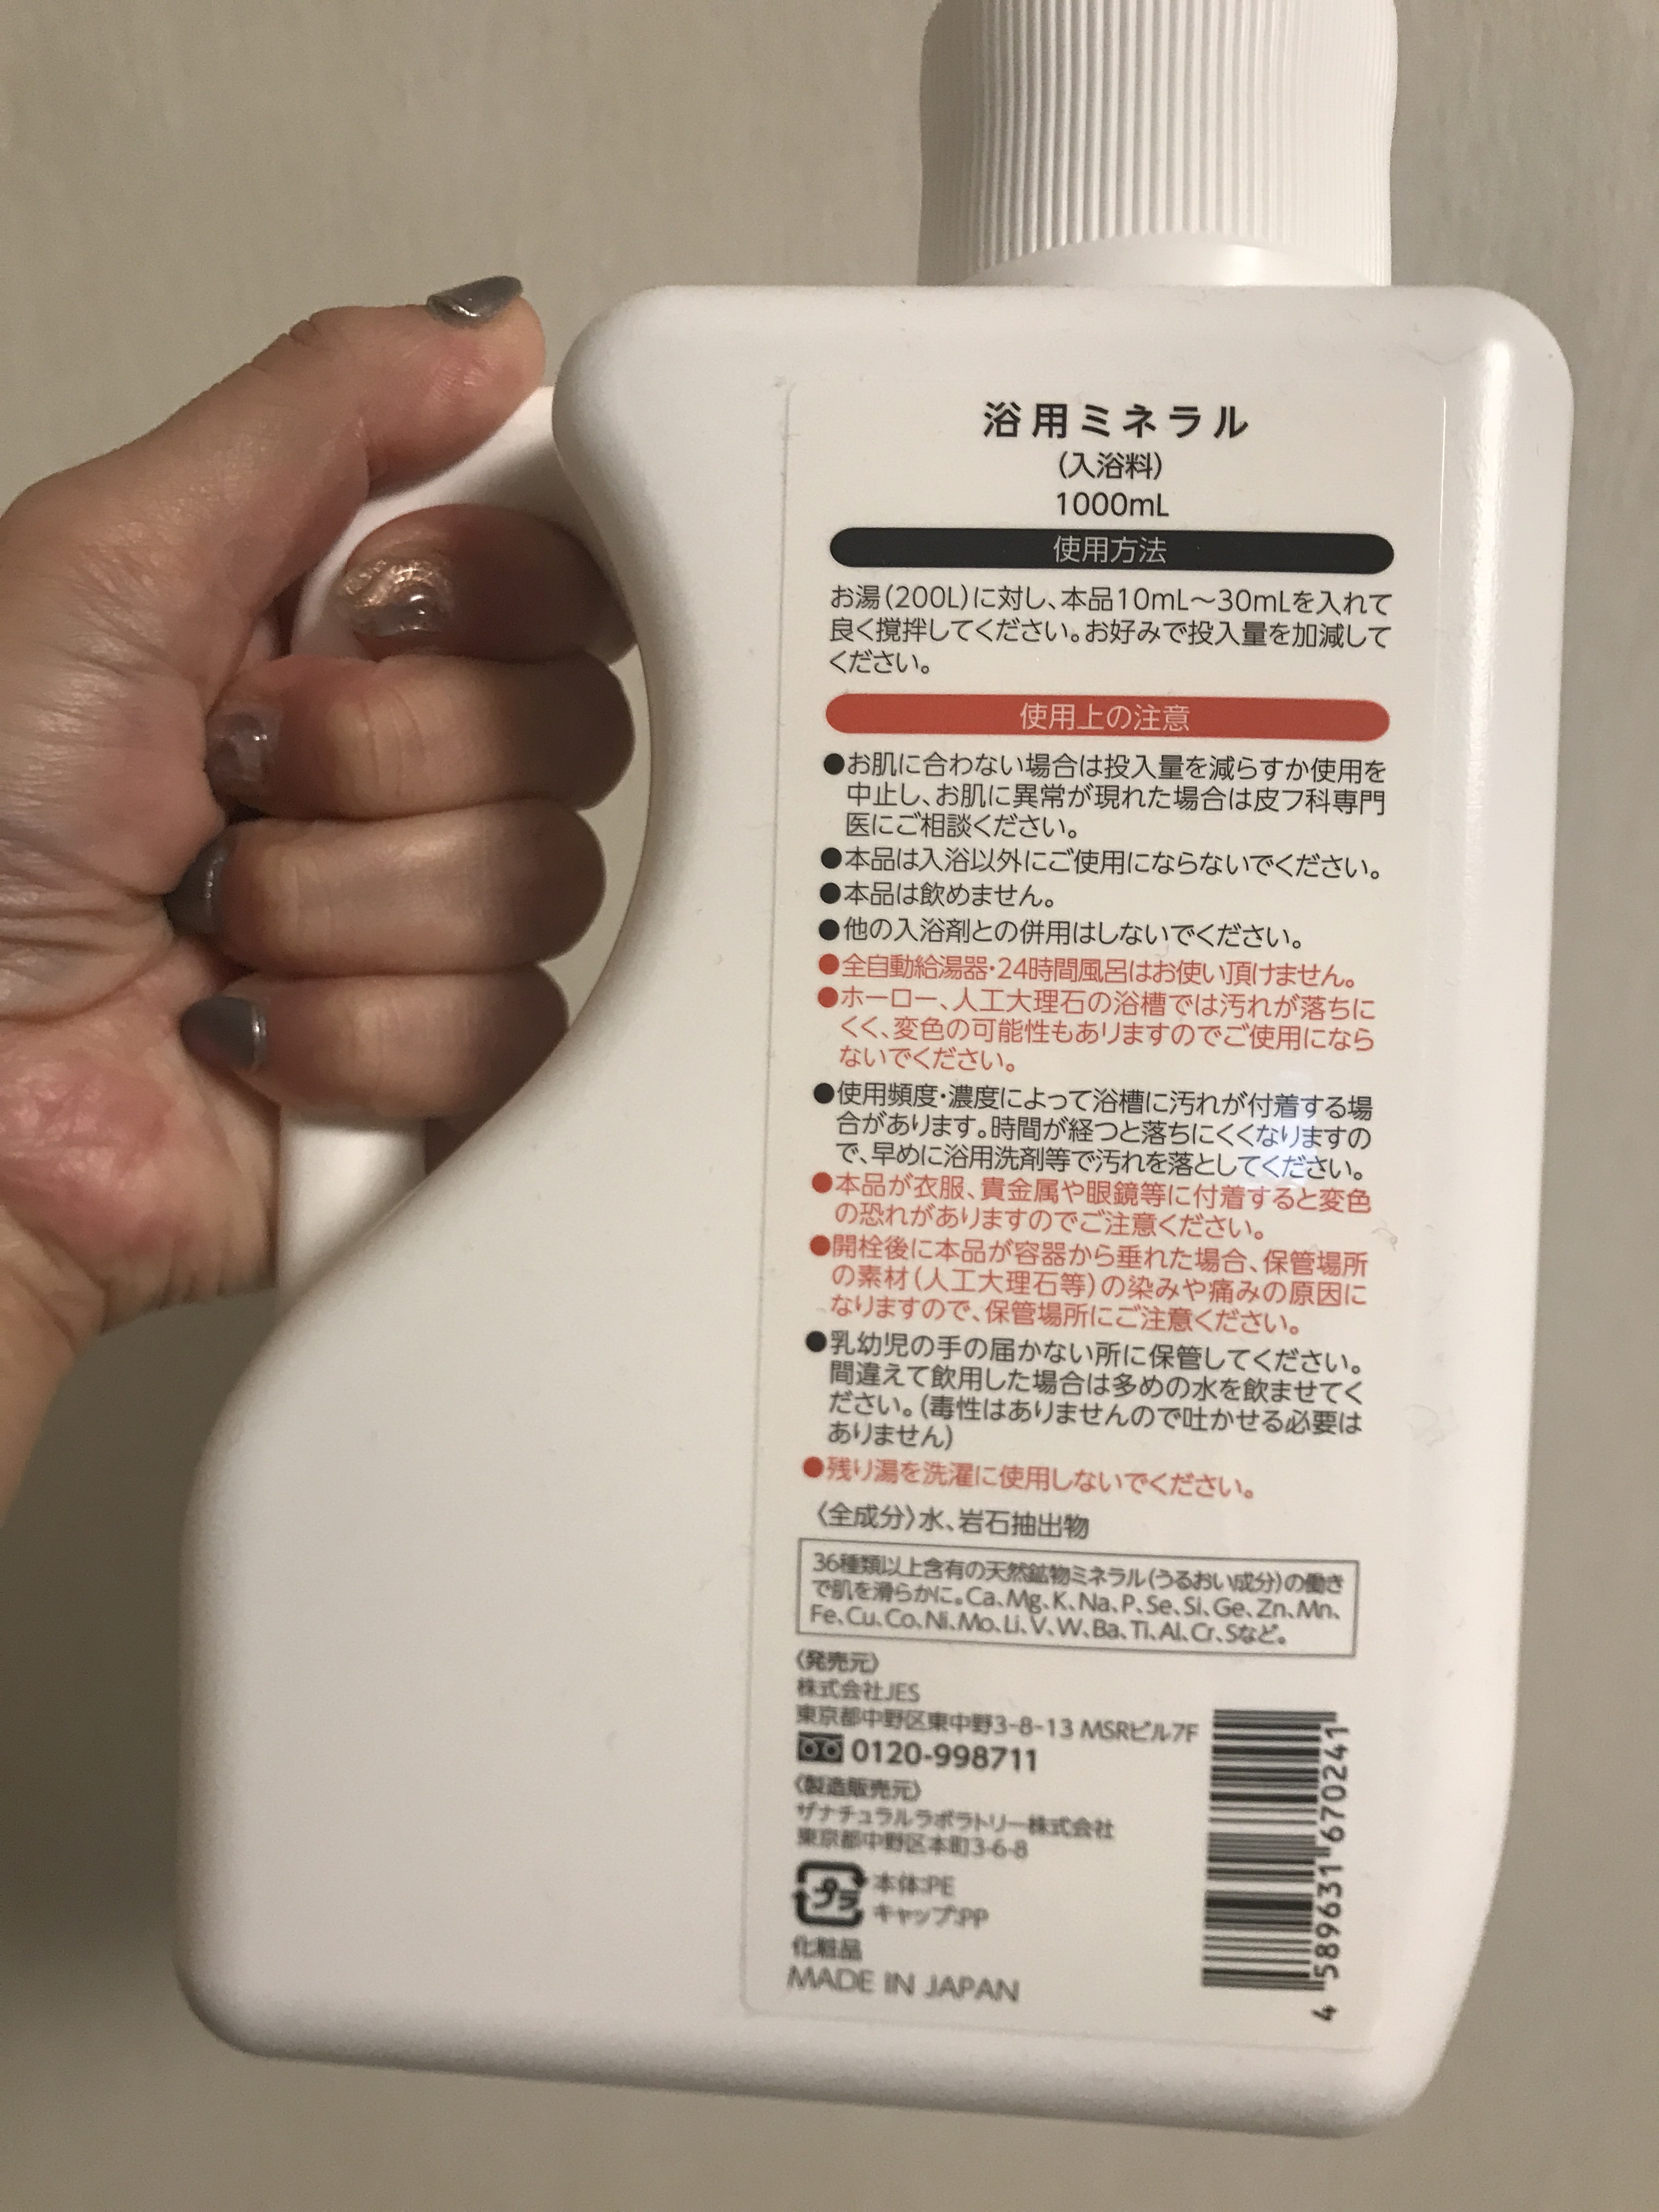 浴用ミネラル
(入浴料)
1000mL
使用方法
お湯(200L)に対し、本品10mL〜30mLを入れて
良く撹拌してください。お好みで投入量を加減して
ください。
使用上の注意
●お肌に合わない場合は投入量を減らすか使用を
中止し、お肌に異常が現れた場合は皮フ科専門
医にご相談ください。
●本品は入浴以外にご使用にならないでください。
●本品は飲めません。
●他の入浴剤との併用はしないでください。
●全自動給湯器・24時間風呂はお使い頂けません。
●ホーロー、人工大理石の浴槽では汚れが落ちに
くく、変色の可能性もありますのでご使用になら
ないでください。
●使用頻度・濃度によって浴槽に汚れが付着する場
合があります。時間が経つと落ちにくくなりますの
で、早めに浴用洗剤等で汚れを落としてください。
●本品が衣服、貴金属や眼鏡等に付着すると変色
の恐れがありますのでご注意ください。
●開栓後に本品が容器から垂れた場合、保管場所
の素材(人工大理石等)の染みや痛みの原因に
なりますので、保管場所にご注意ください。
●乳幼児の手の届かない所に保管してください。
間違えて飲用した場合は多めの水を飲ませてく
ださい。(毒性はありませんので吐かせる必要は
ありません)
●残り湯を洗濯に使用しないでください。
〈全成分〉水、岩石抽出物
36種類以上含有の天然鉱物ミネラル(うるおい成分)の働き
で肌を滑らかに。Ca、Mg、K、Na、P、Se、Si、Ge、Zn、Mn、
Fe、Cu、Co、Ni、Mo、Li、V、W、Ba、Ti、Al、Cr、Sなど。
〈発売元〉
株式会社JES
東京都中野区東中野3-8-13 MSRビル7F
0120-998711
〈製造販売元〉
ザナチュラルラボラトリー株式会社
東京都中野区本町3-6-8
プラ
本体:PE
キャップ:PP
化粧品
MADE IN JAPAN
4 589631 670241